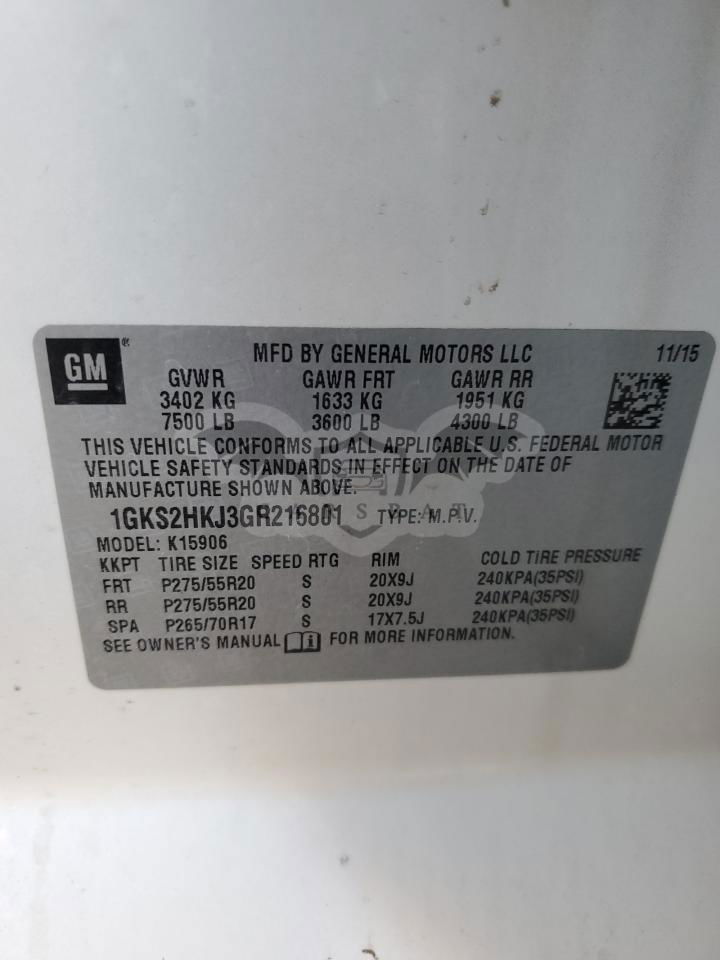 GM ®
MFD BY GENERAL MOTORS LLC 11/15
GVWR GAWR FRT GAWR RR
3402 KG 1633 KG 1951 KG
7500 LB 3600 LB 4300 LB
THIS VEHICLE CONFORMS TO ALL APPLICABLE U.S. FEDERAL MOTOR
VEHICLE SAFETY STANDARDS IN EFFECT ON THE DATE OF
MANUFACTURE SHOWN ABOVE.
1GKS2HKJ3GR216801 TYPE: M.P.V.
MODEL: K15906
KKPT TIRE SIZE SPEED RTG RIM COLD TIRE PRESSURE
FRT P275/55R20 S 20X9J 240KPA(35PSI)
RR P275/55R20 S 20X9J 240KPA(35PSI)
SPA P265/70R17 S 17X7.5J 240KPA(35PSI)
SEE OWNER'S MANUAL i FOR MORE INFORMATION.